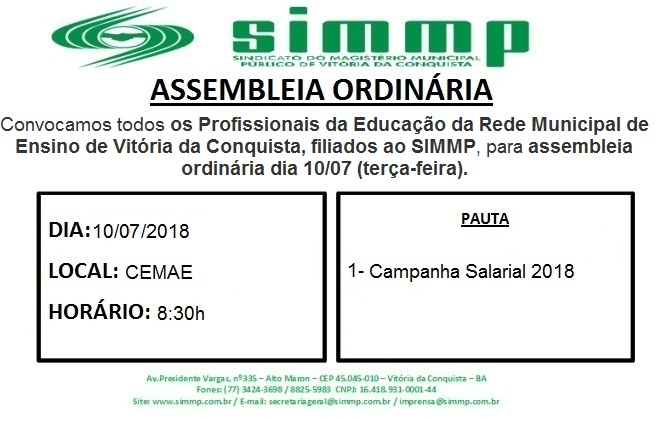 simmp
SINDICATO DO MAGISTÉRIO MUNICIPAL
PÚBLICO DE VITÓRIA DA CONQUISTA
ASSEMBLEIA ORDINÁRIA
Convocamos todos os Profissionais da Educação da Rede Municipal de
Ensino de Vitória da Conquista, filiados ao SIMMP, para assembleia
ordinária dia 10/07 (terça-feira).
DIA:10/07/2018
LOCAL: CEMAE
HORÁRIO: 8:30h
PAUTA
1- Campanha Salarial 2018
Av.Presidente Vargas, nº335 – Alto Maron – CEP 45.045-010 – Vitória da Conquista – BA
Fones: (77) 3424-3698 / 8825-5983 CNPJ: 16.418.931-0001-44
Site: www.simmp.com.br / E-mail: secretariageral@simmp.com.br / imprensa@simmp.com.br